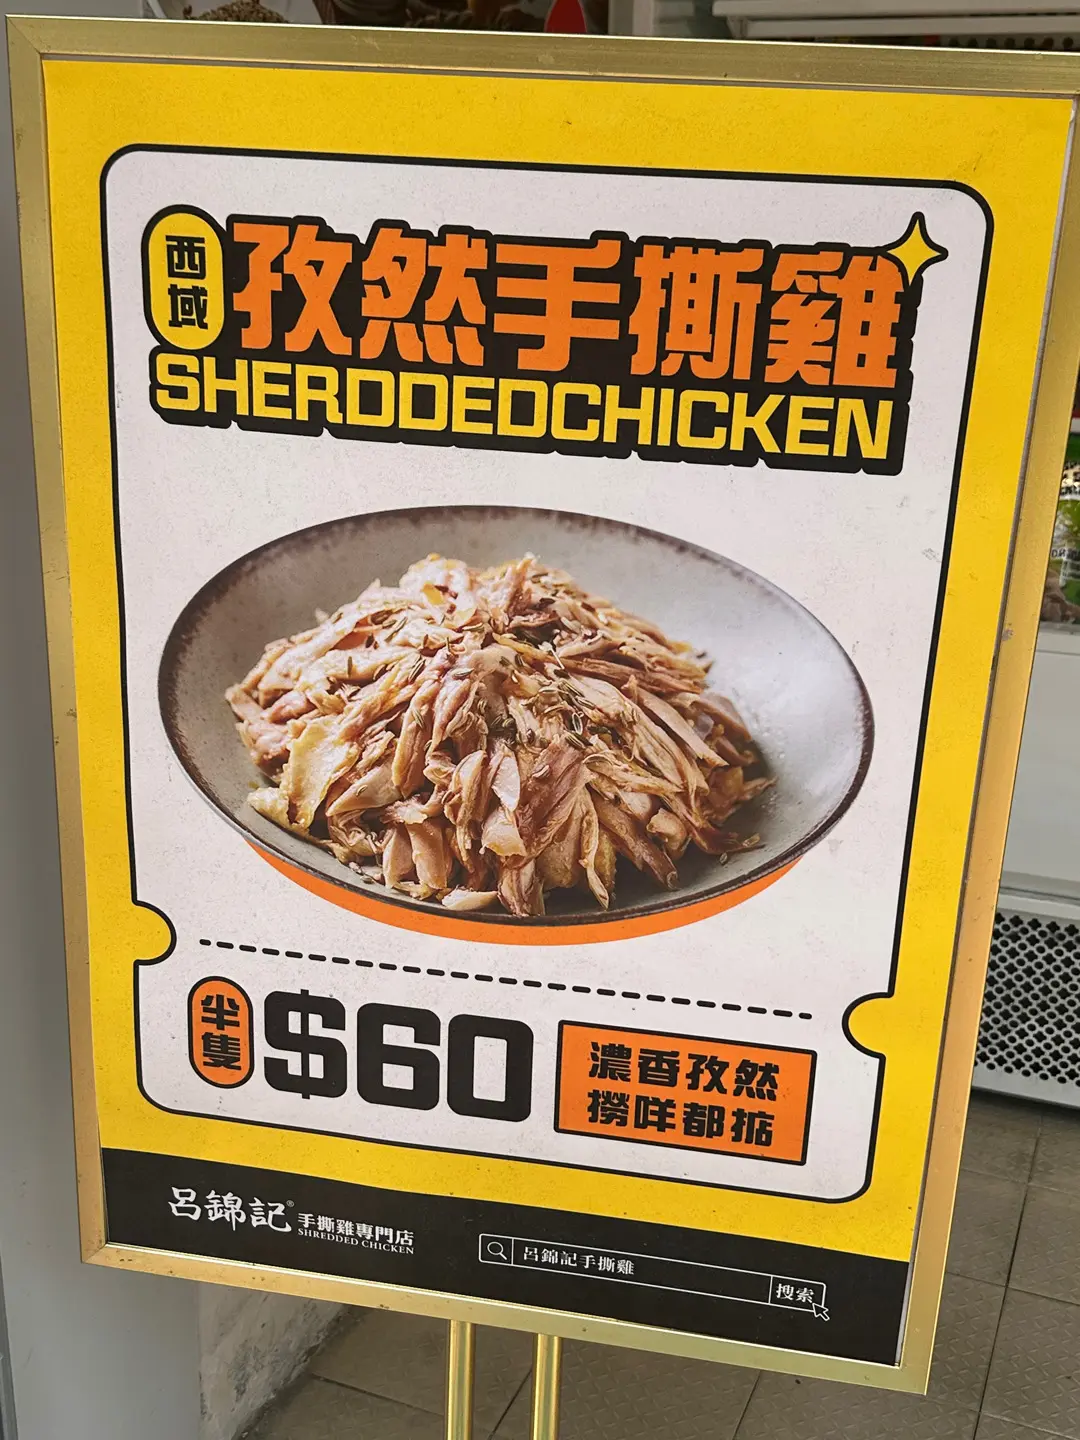 西域
孜然手撕雞
SHERDDEDCHICKEN
半隻
$60
濃香孜然
撈咩都掂
呂錦記®
手撕雞專門店
SHREDDED CHICKEN
呂錦記手撕雞
搜索